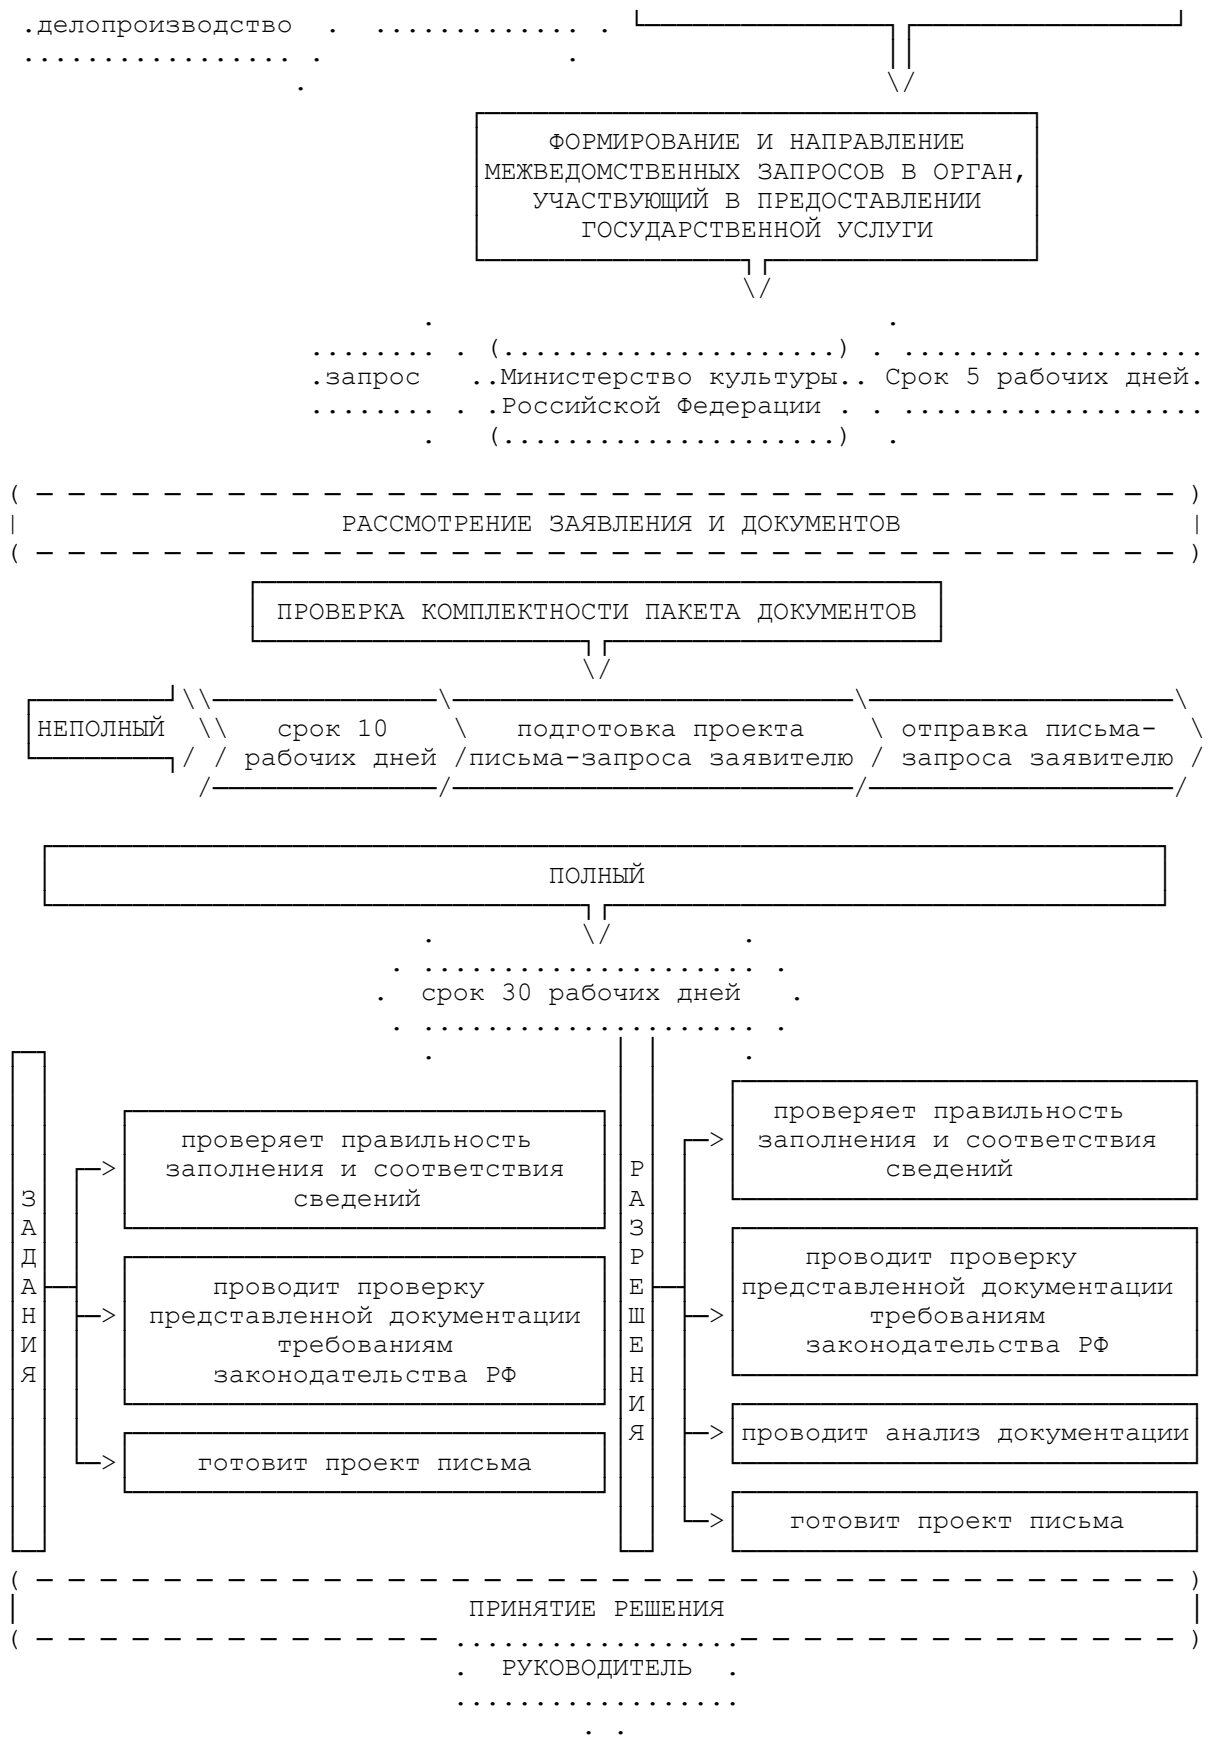 делопроизводство
ФОРМИРОВАНИЕ И НАПРАВЛЕНИЕ
МЕЖВЕДОМСТВЕННЫХ ЗАПРОСОВ В ОРГАН,
УЧАСТВУЮЩИЙ В ПРЕДОСТАВЛЕНИИ
ГОСУДАРСТВЕННОЙ УСЛУГИ
запрос
Министерство культуры
Российской Федерации
Срок 5 рабочих дней
РАССМОТРЕНИЕ ЗАЯВЛЕНИЯ И ДОКУМЕНТОВ
ПРОВЕРКА КОМПЛЕКТНОСТИ ПАКЕТА ДОКУМЕНТОВ
НЕПОЛНЫЙ
срок 10
рабочих дней
подготовка проекта
письма-запроса заявителю
отправка письма-
запроса заявителю
ПОЛНЫЙ
срок 30 рабочих дней
ЗАДАНИЯ
проверяет правильность
заполнения и соответствия
сведений
проводит проверку
представленной документации
требованиям
законодательства РФ
готовит проект письма
РАЗРЕШЕНИЯ
проверяет правильность
заполнения и соответствия
сведений
проводит проверку
представленной документации
требованиям
законодательства РФ
проводит анализ документации
готовит проект письма
ПРИНЯТИЕ РЕШЕНИЯ
РУКОВОДИТЕЛЬ